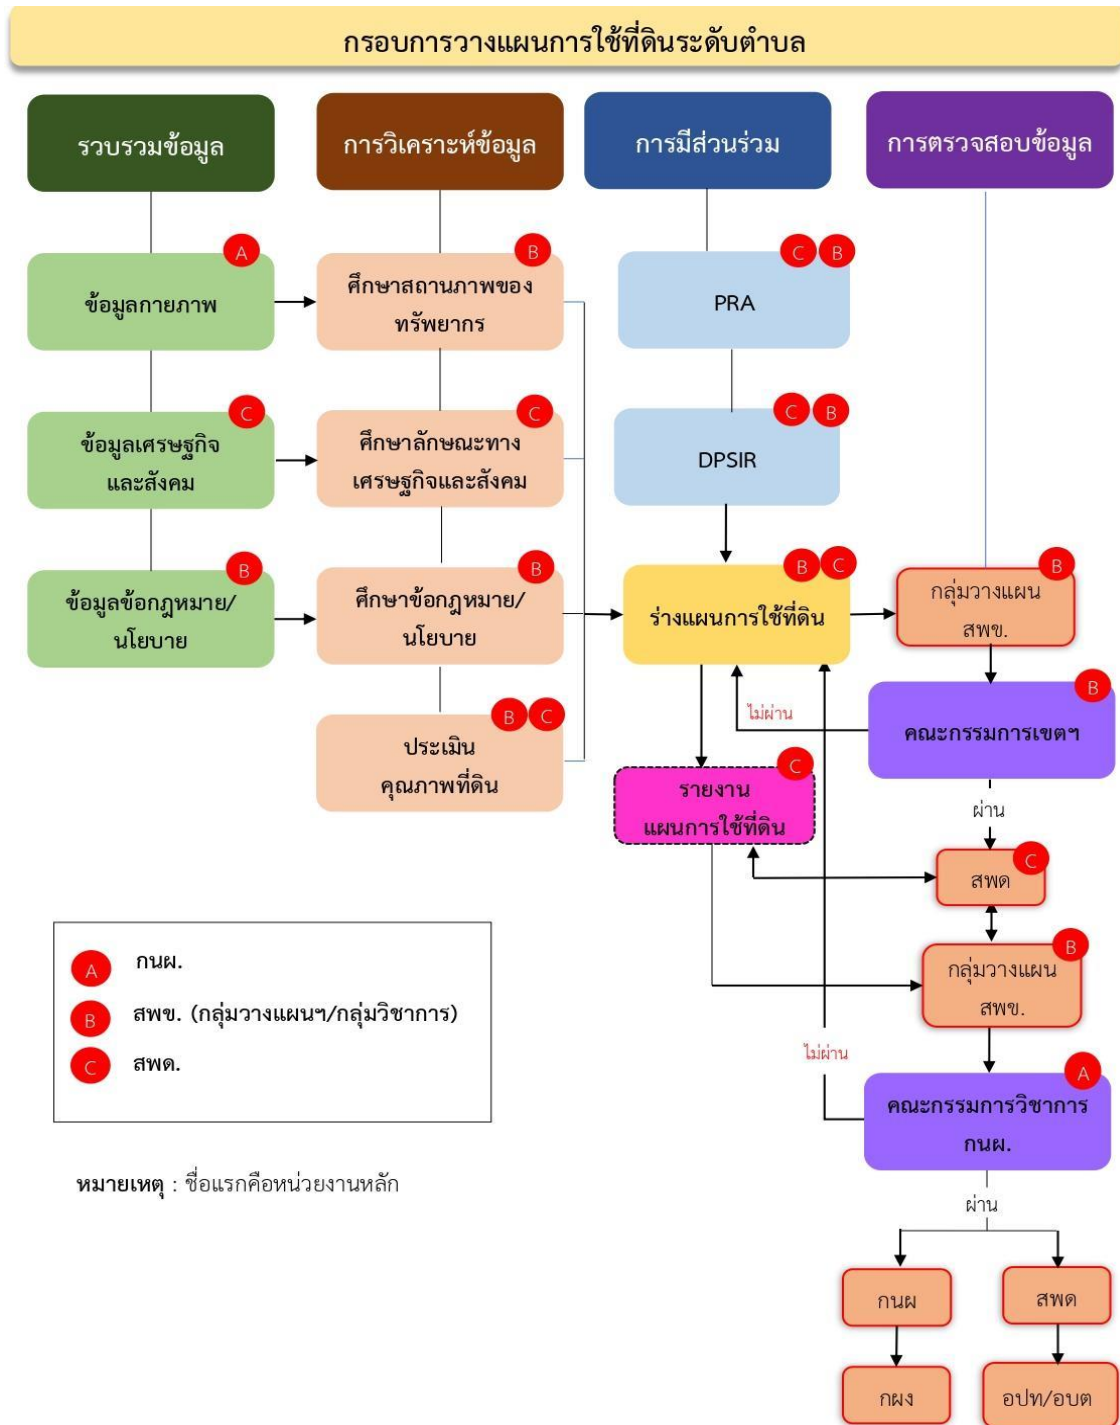 กรอบการวางแผนการใช้ที่ดินระดับตำบล
รวบรวมข้อมูล
การวิเคราะห์ข้อมูล
การมีส่วนร่วม
การตรวจสอบข้อมูล
A
ข้อมูลกายภาพ
B
ศึกษาสถานภาพของ
ทรัพยากร
C B
PRA
C
ข้อมูลเศรษฐกิจ
และสังคม
C
ศึกษาลักษณะทาง
เศรษฐกิจและสังคม
C B
DPSIR
B
ข้อมูลข้อกฎหมาย/
นโยบาย
B
ศึกษาข้อกฎหมาย/
นโยบาย
B C
ร่างแผนการใช้ที่ดิน
B
กลุ่มวางแผน
สพข.
B C
ประเมิน
คุณภาพที่ดิน
ไม่ผ่าน
B
คณะกรรมการเขตฯ
C
รายงาน
แผนการใช้ที่ดิน
ผ่าน
C
สพด
B
กลุ่มวางแผน
สพข.
A กนผ.
B สพข. (กลุ่มวางแผนฯ/กลุ่มวิชาการ)
C สพด.
ไม่ผ่าน
A
คณะกรรมการวิชาการ
กนผ.
หมายเหตุ : ชื่อแรกคือหน่วยงานหลัก
ผ่าน
กนผ
สพด
กผง
อปท/อบต